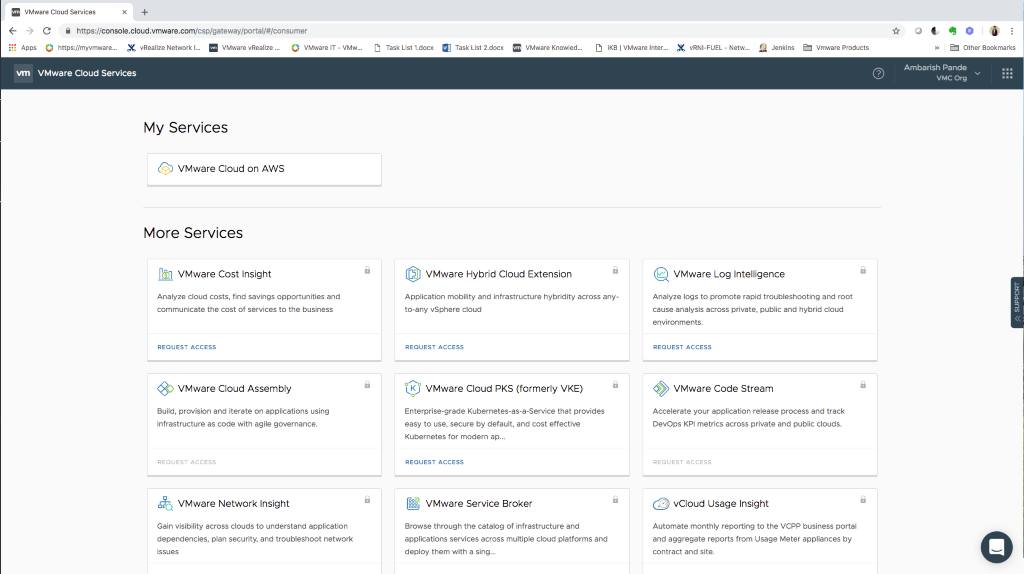 vm VMware Cloud Services
https://console.cloud.vmware.com/csp/gateway/portal/#/consumer
Apps https://myvmware... vRealize Network I... VMware vRealize ... VMware IT - VMw... Task List 1.docx Task List 2.docx VMware Knowled... IKB | VMware Inter... vRNI-FUEL - Netw... Jenkins Vmware Products » Other Bookmarks
vm VMware Cloud Services
Ambarish Pande
VMC Org
My Services
VMware Cloud on AWS
More Services
VMware Cost Insight
Analyze cloud costs, find savings opportunities and
communicate the cost of services to the business
REQUEST ACCESS
VMware Hybrid Cloud Extension
Application mobility and infrastructure hybridity across any-
to-any vSphere cloud
REQUEST ACCESS
VMware Log Intelligence
Analyze logs to promote rapid troubleshooting and root
cause analysis across private, public and hybrid cloud
environments.
REQUEST ACCESS
SUPPORT
VMware Cloud Assembly
Build, provision and iterate on applications using
infrastructure as code with agile governance.
REQUEST ACCESS
VMware Cloud PKS (formerly VKE)
Enterprise-grade Kubernetes-as-a-Service that provides
easy to use, secure by default, and cost effective
Kubernetes for modern ap...
REQUEST ACCESS
VMware Code Stream
Accelerate your application release process and track
DevOps KPI metrics across private and public clouds.
REQUEST ACCESS
VMware Network Insight
Gain visibility across clouds to understand application
dependencies, plan security, and troubleshoot network
issues
VMware Service Broker
Browse through the catalog of infrastructure and
applications services across multiple cloud platforms and
deploy them with a sing...
vCloud Usage Insight
Automate monthly reporting to the VCPP business portal
and aggregate reports from Usage Meter appliances by
contract and site.